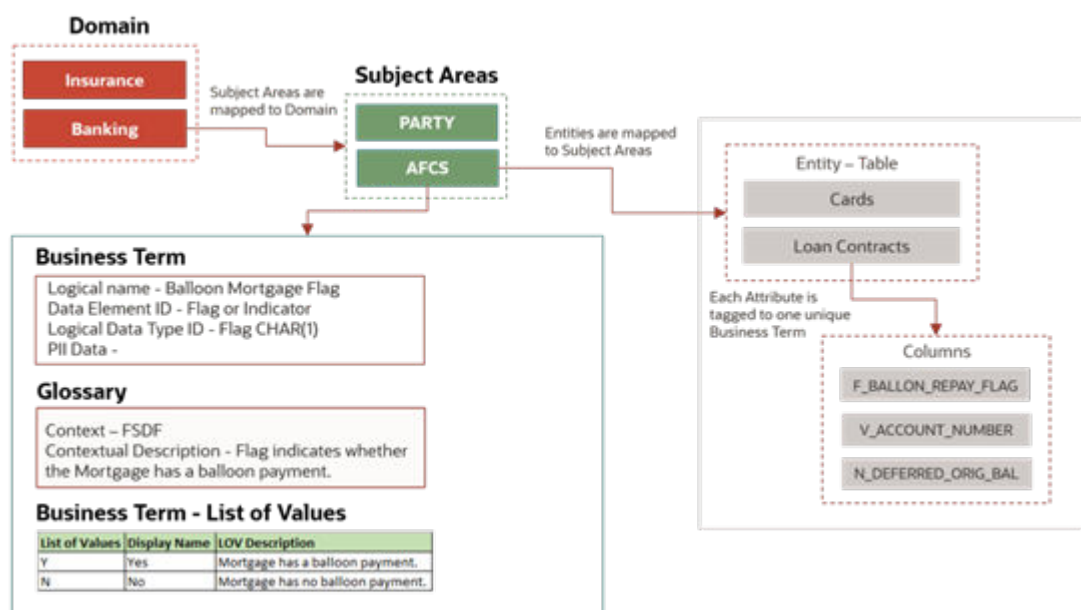 Domain
Insurance
Banking
Subject Areas are
mapped to Domain
Subject Areas
PARTY
AFCS
Entities are mapped
to Subject Areas
Entity – Table
Cards
Loan Contracts
Each Attribute is
tagged to one unique
Business Term
Columns
F_BALLON_REPAY_FLAG
V_ACCOUNT_NUMBER
N_DEFERRED_ORIG_BAL
Business Term
Logical name - Balloon Mortgage Flag
Data Element ID - Flag or Indicator
Logical Data Type ID - Flag CHAR(1)
PII Data -
Glossary
Context – FSDF
Contextual Description - Flag indicates whether
the Mortgage has a balloon payment.
Business Term - List of Values
List of Values Display Name LOV Description
Y Yes Mortgage has a balloon payment.
N No Mortgage has no balloon payment.